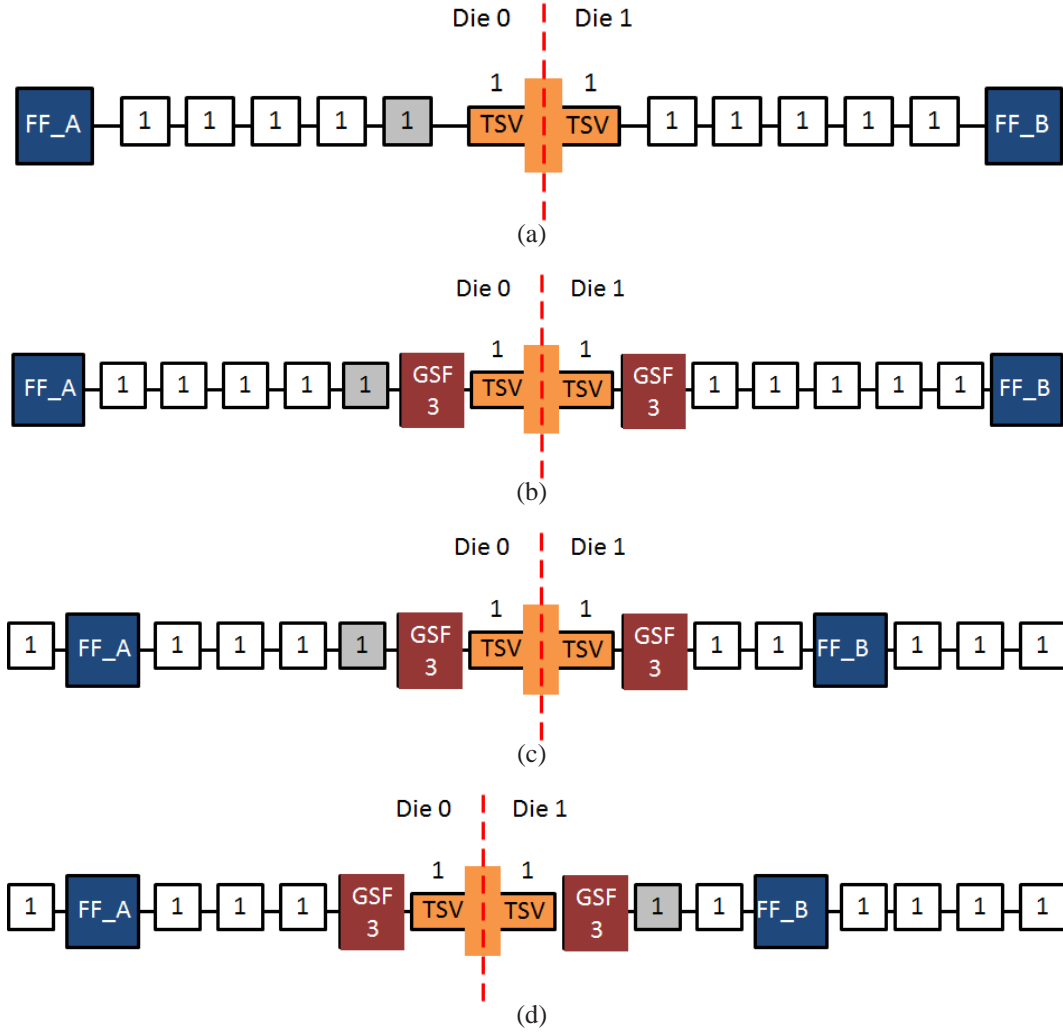 Die 0 Die 1
1 1
FF_A 1 1 1 1 1 TSV TSV 1 1 1 1 1 FF_B
(a)
Die 0 Die 1
1 1
FF_A 1 1 1 1 1 GSF 3 TSV TSV GSF 3 1 1 1 1 1 FF_B
(b)
Die 0 Die 1
1 1
1 FF_A 1 1 1 1 GSF 3 TSV TSV GSF 3 1 1 FF_B 1 1 1
(c)
Die 0 Die 1
1 1
1 FF_A 1 1 1 GSF 3 TSV TSV GSF 3 1 1 FF_B 1 1 1 1
(d)